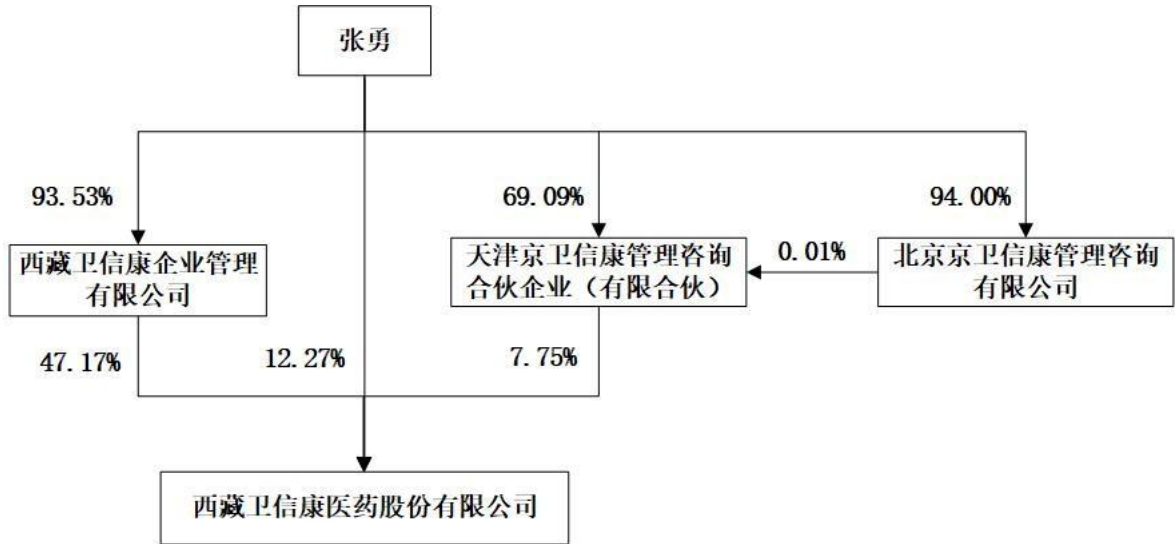 张勇
93.53%
69.09%
94.00%
西藏卫信康企业管理
有限公司
天津京卫信康管理咨询
合伙企业（有限合伙）
0.01%
北京京卫信康管理咨询
有限公司
47.17%
12.27%
7.75%
西藏卫信康医药股份有限公司